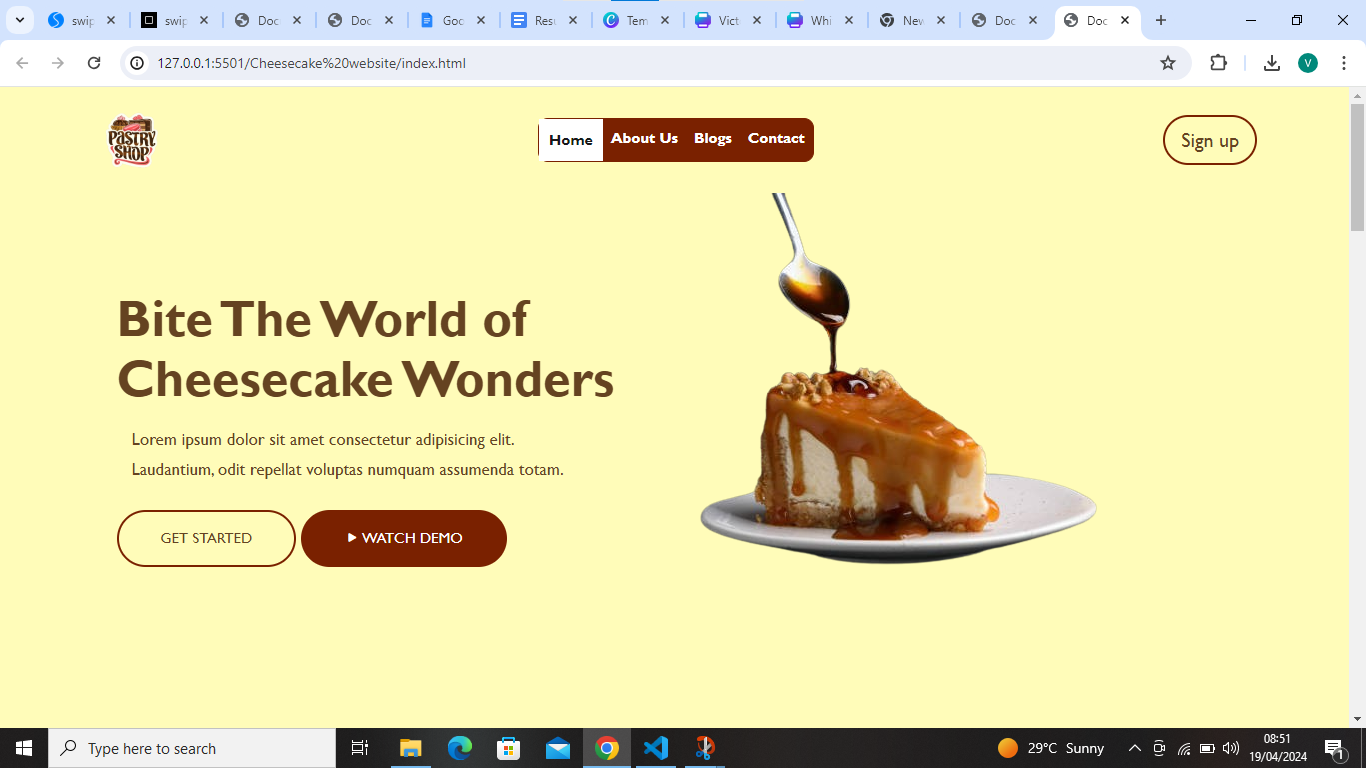 swip
swip
Doc
Doc
Goo
Resu
Tem
Vict
Whi
New
Doc
Doc
127.0.0.1:5501/Cheesecake%20website/index.html
V
PASTRY
SHOP
Home
About Us
Blogs
Contact
Sign up
Bite The World of
Cheesecake Wonders
Lorem ipsum dolor sit amet consectetur adipisicing elit.
Laudantium, odit repellat voluptas numquam assumenda totam.
GET STARTED
WATCH DEMO
Type here to search
29°C Sunny
08:51
19/04/2024
1